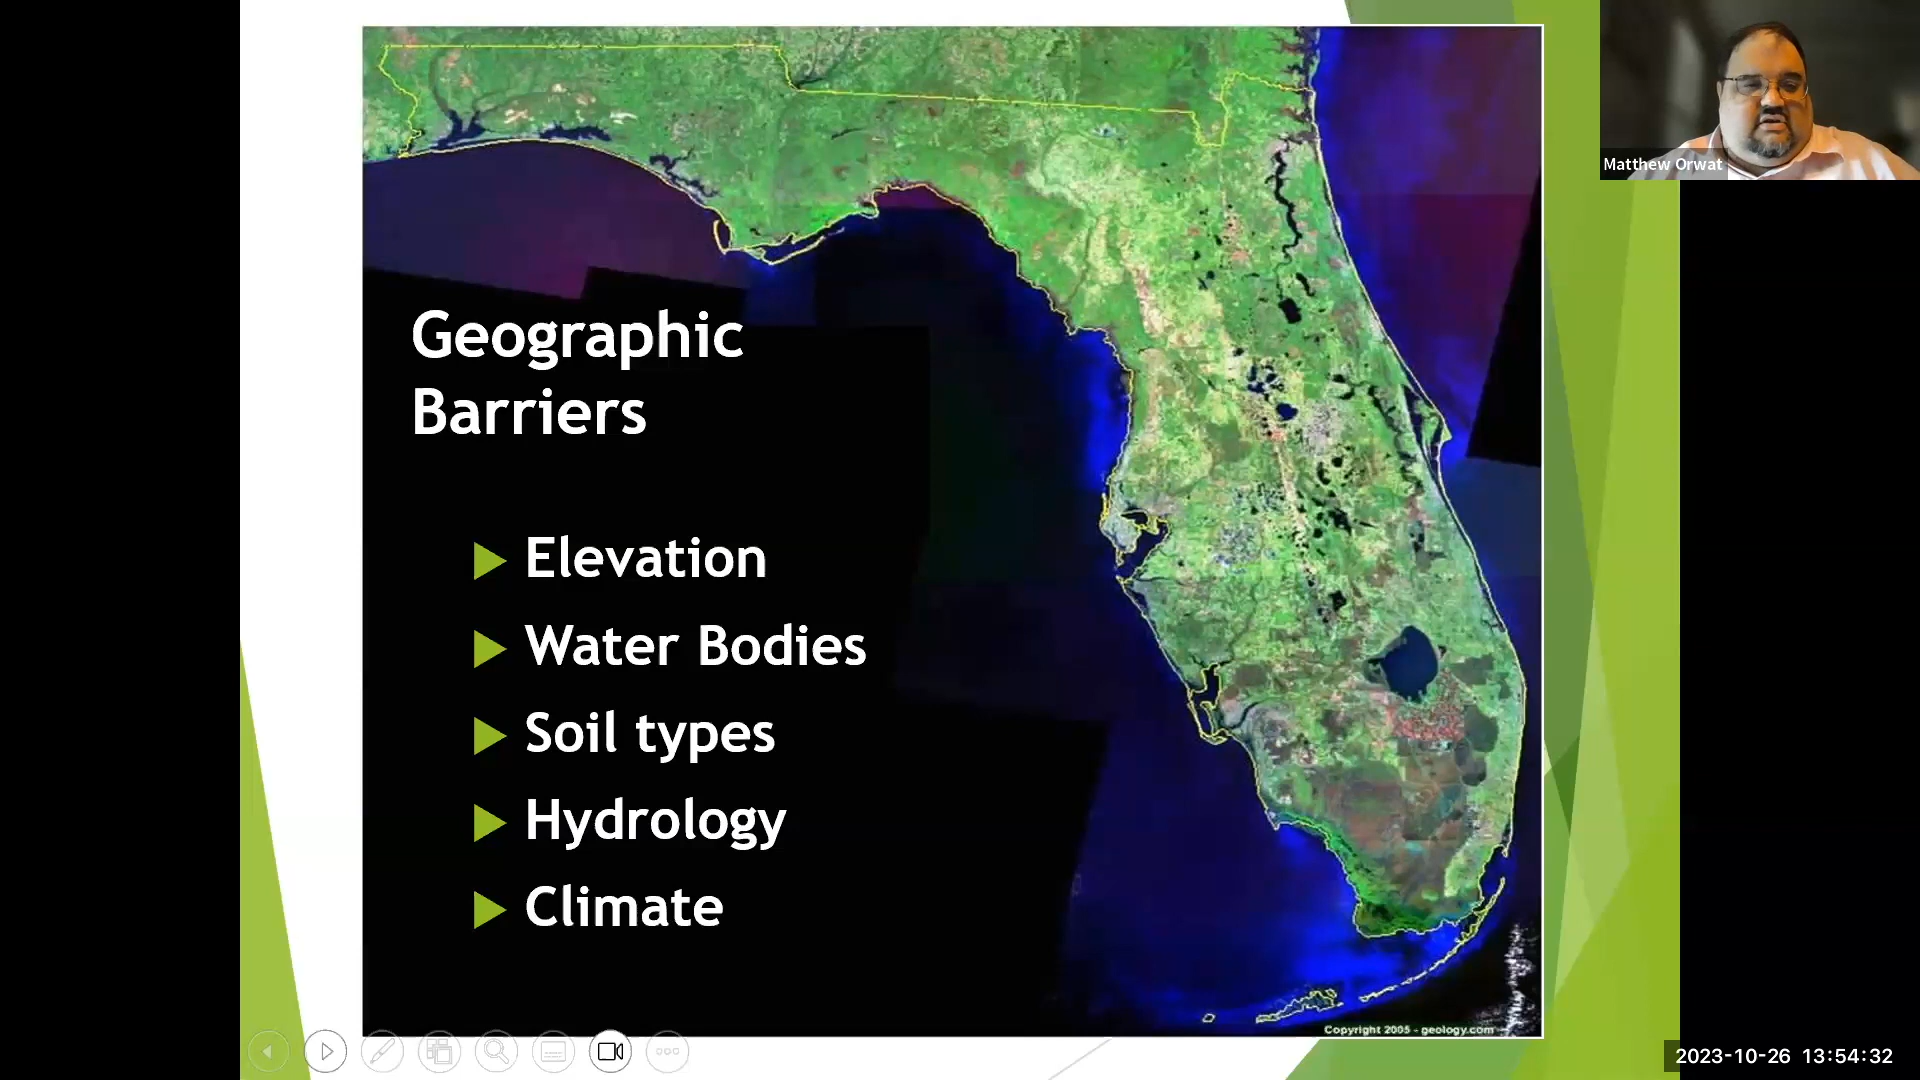 Geographic
Barriers
Elevation
Water Bodies
Soil types
Hydrology
Climate
Copyright 2005 - geology.com
Matthew Orwat
2023-10-26 13:54:32